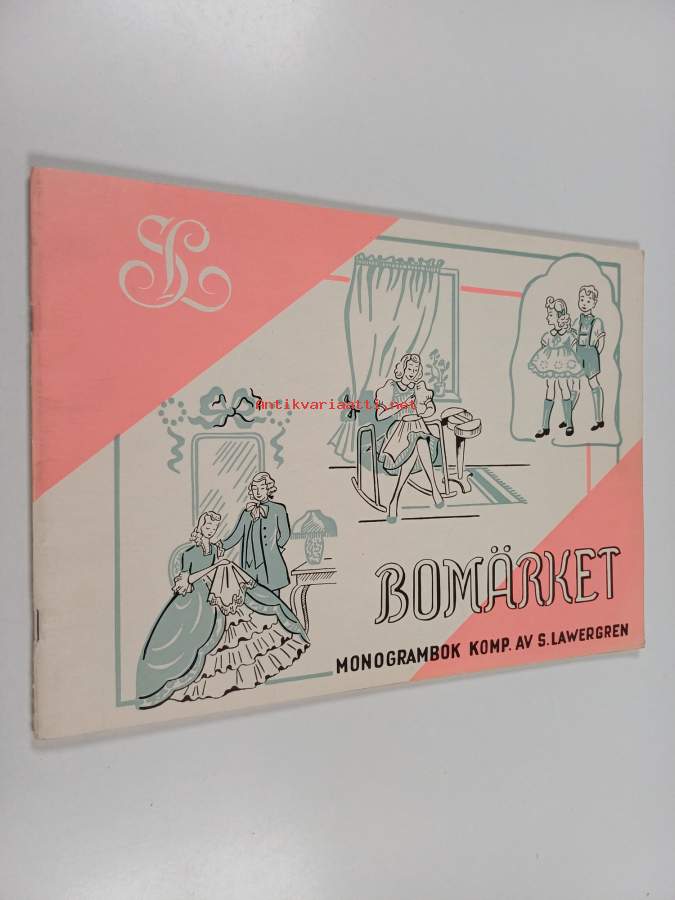 SL
antikvariaatti.net
BOMÄRKET
MONOGRAMBOK KOMP. AV S. LAWERGREN